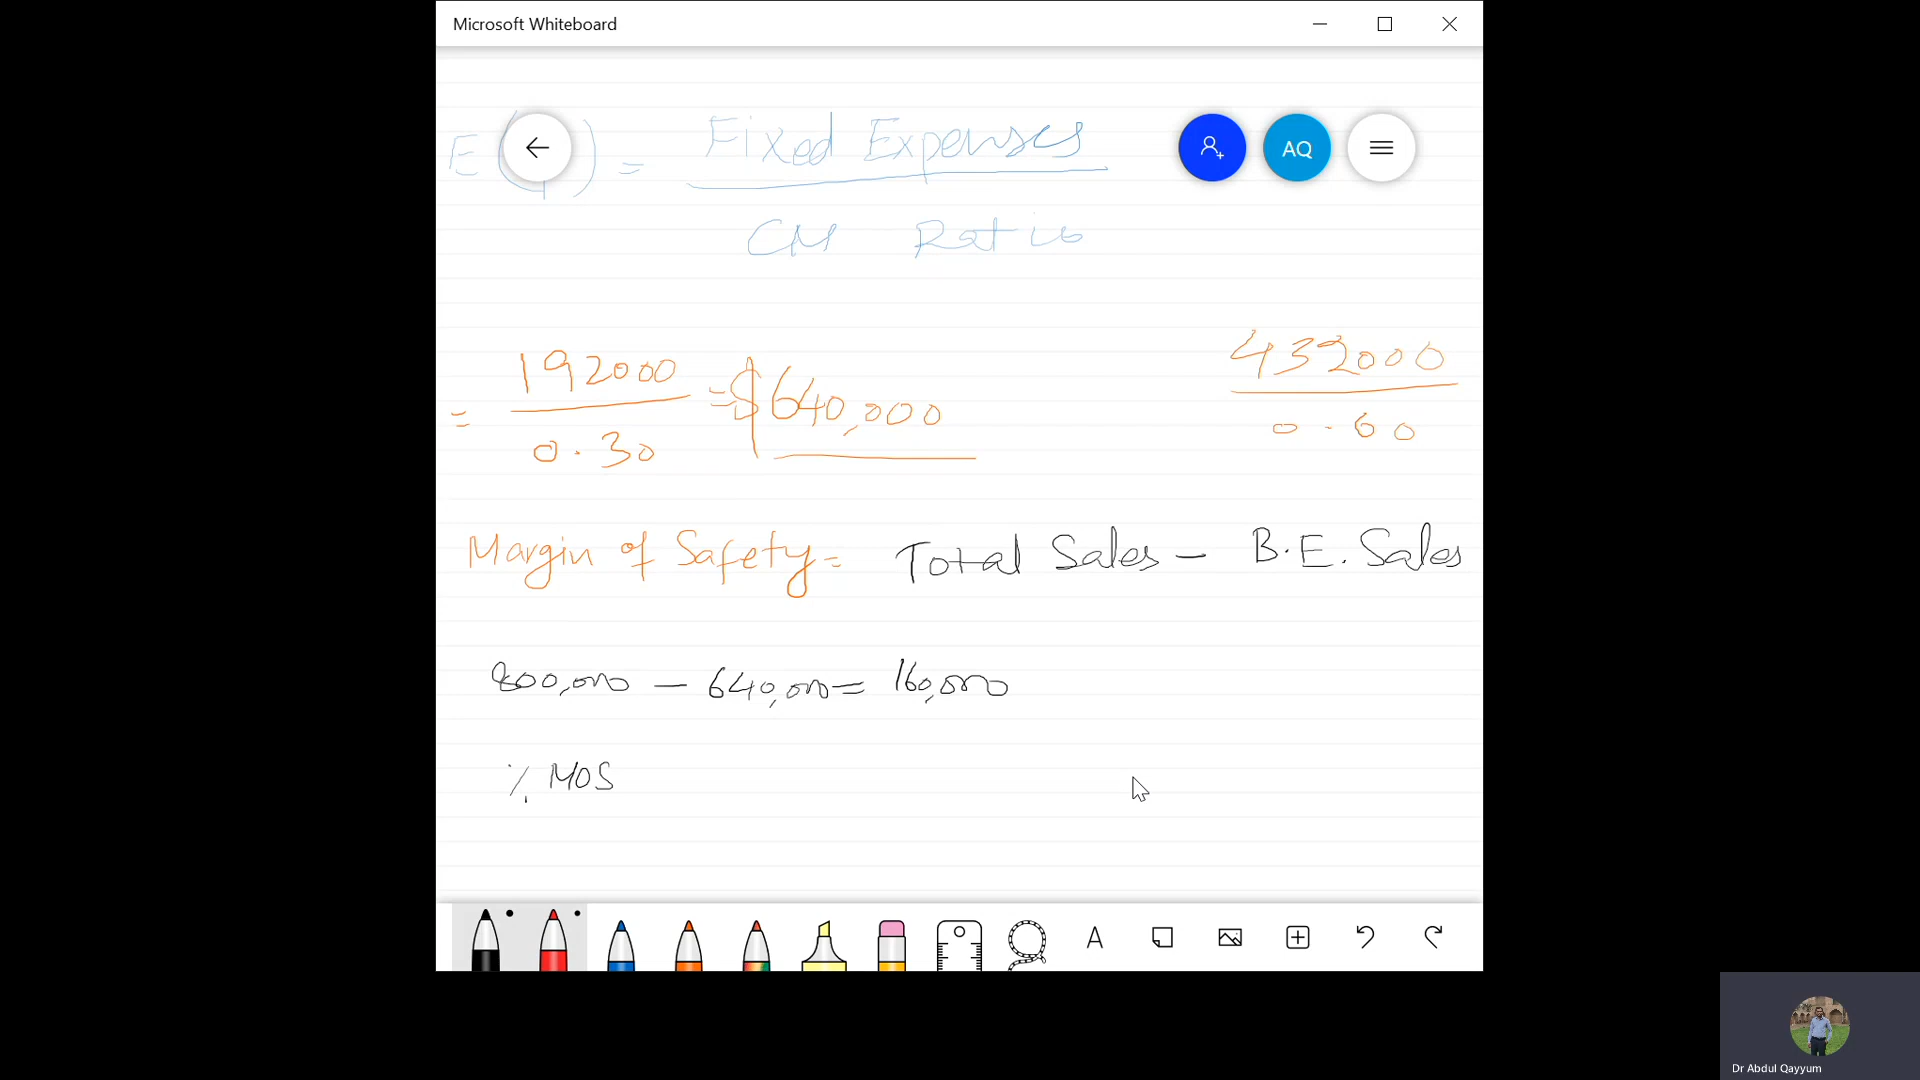 Microsoft Whiteboard
E ( ) = Fixed Expenses
CM Ratio
AQ
= 192000 = $640,000
0.30
432000
0.60
Margin of Safety = Total Sales - B.E. Sales
800,000 - 640,000 = 160,000
% MOS
A
Dr Abdul Qayyum